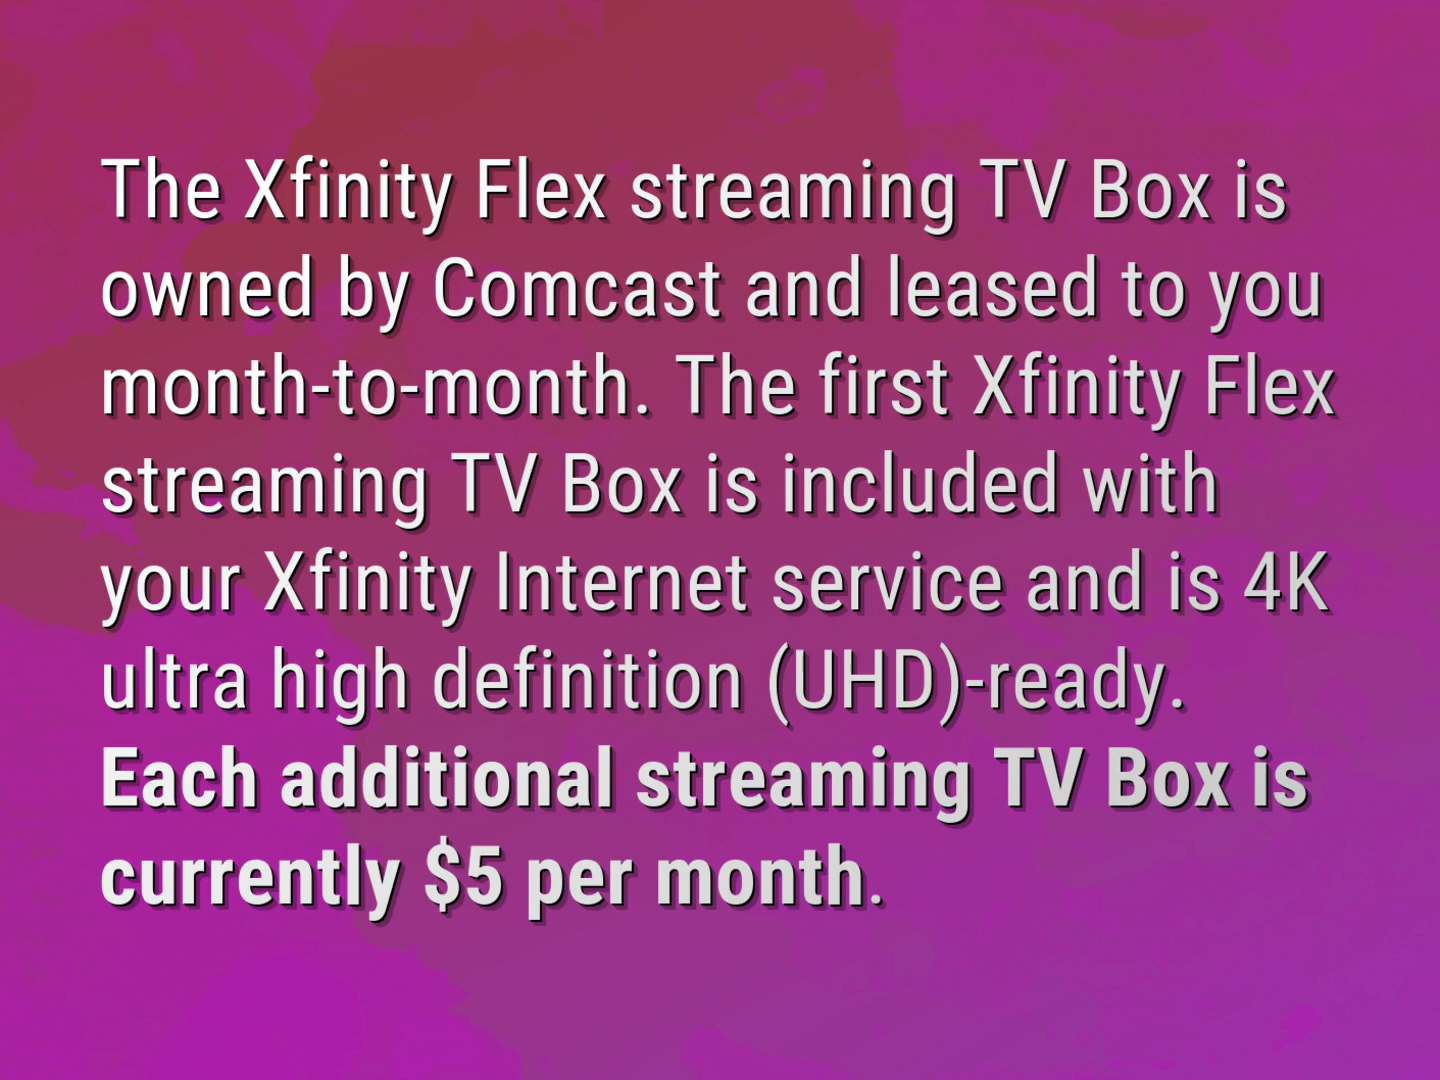 The Xfinity Flex streaming TV Box is
owned by Comcast and leased to you
month-to-month. The first Xfinity Flex
streaming TV Box is included with
your Xfinity Internet service and is 4K
ultra high definition (UHD)-ready.
Each additional streaming TV Box is
currently $5 per month.